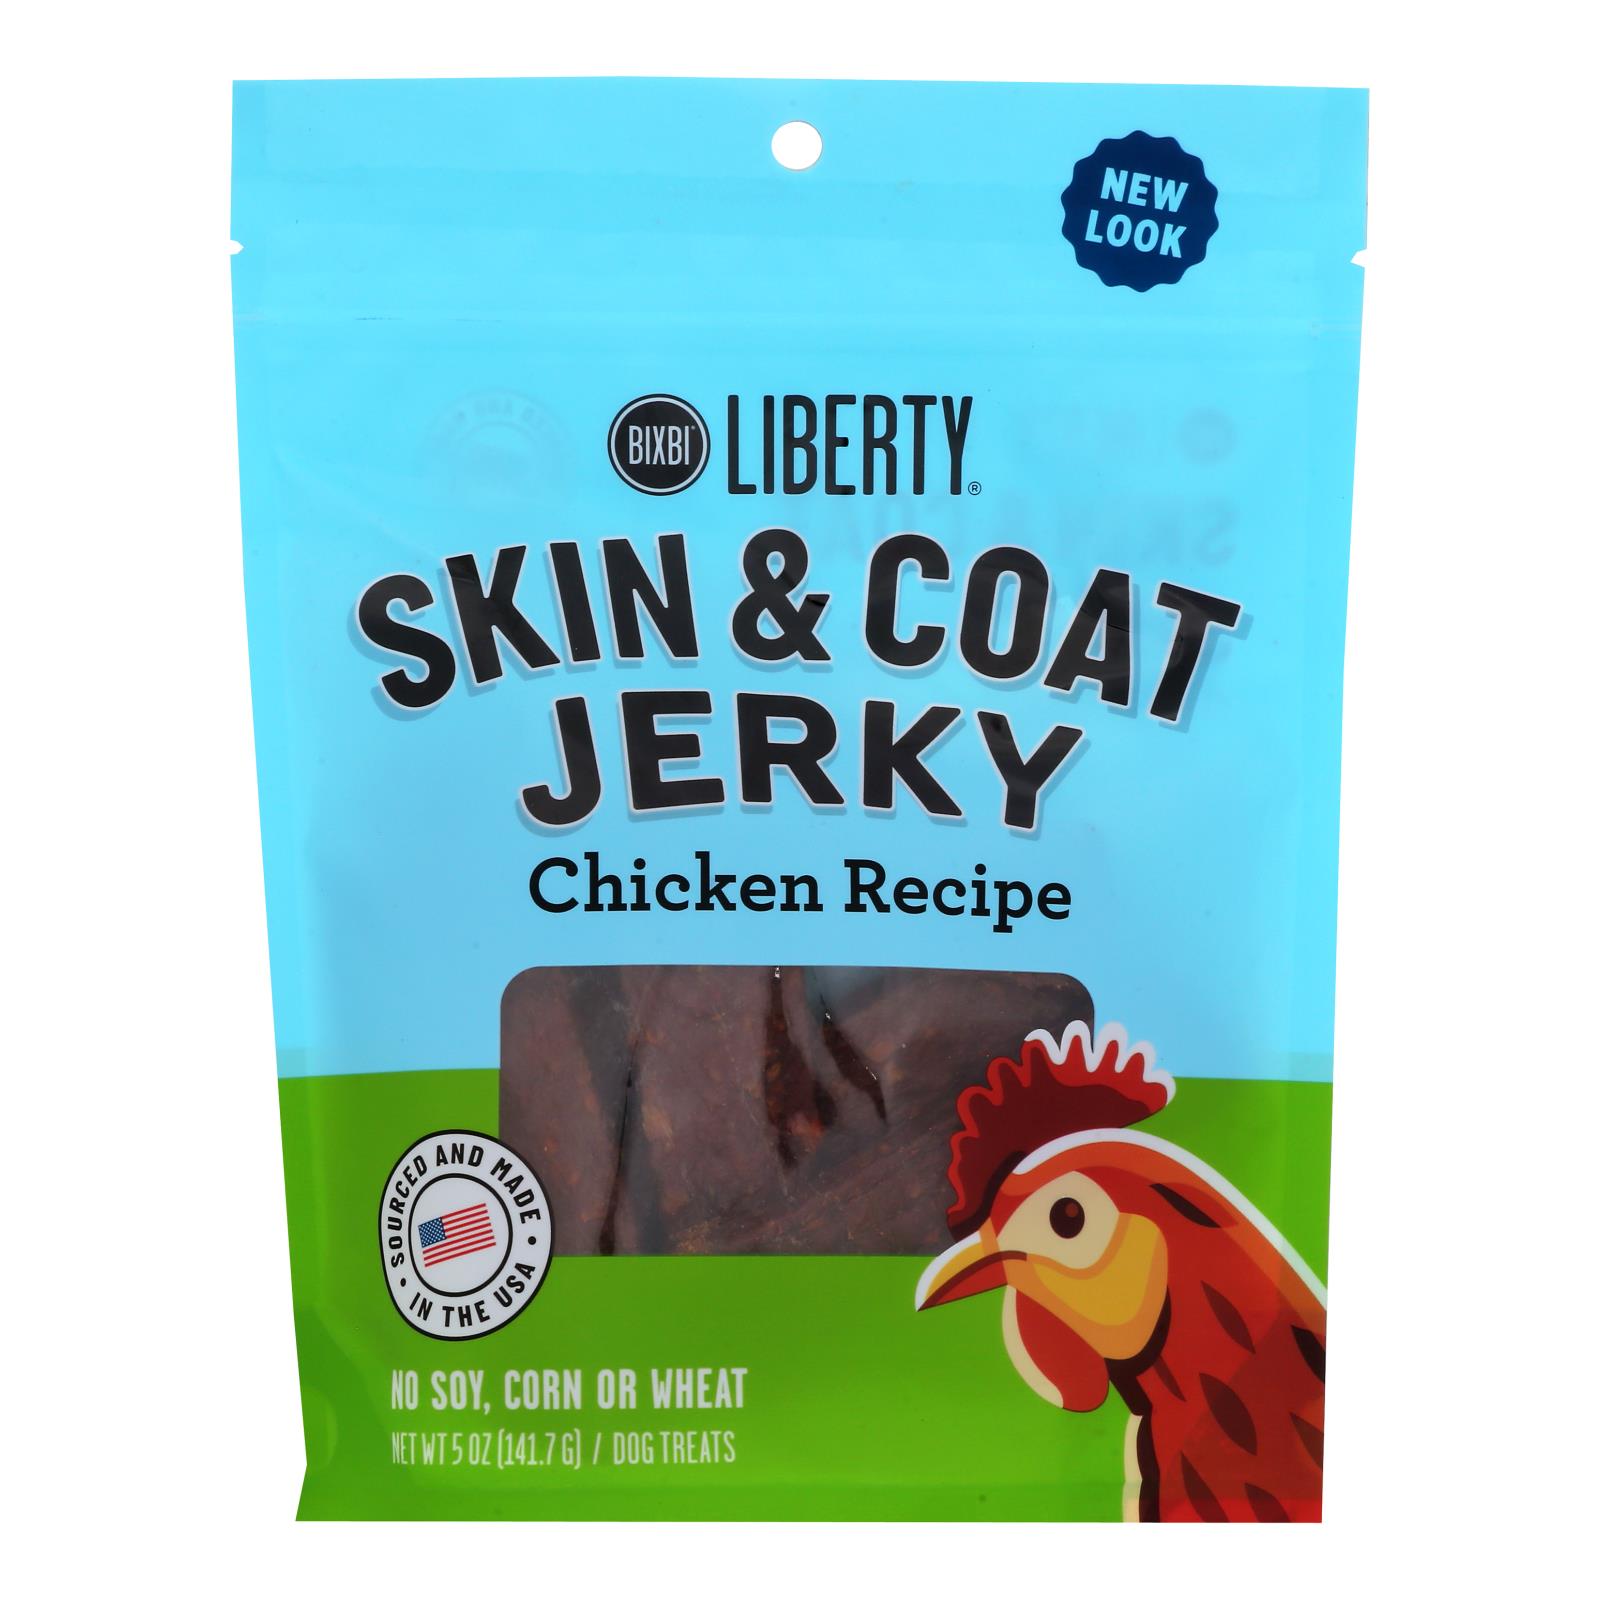 NEW
LOOK
BIXBI® LIBERTY®
SKIN & COAT
JERKY
Chicken Recipe
• SOURCED AND MADE •
IN THE USA
NO SOY, CORN OR WHEAT
NET WT 5 OZ (141.7 G) / DOG TREATS